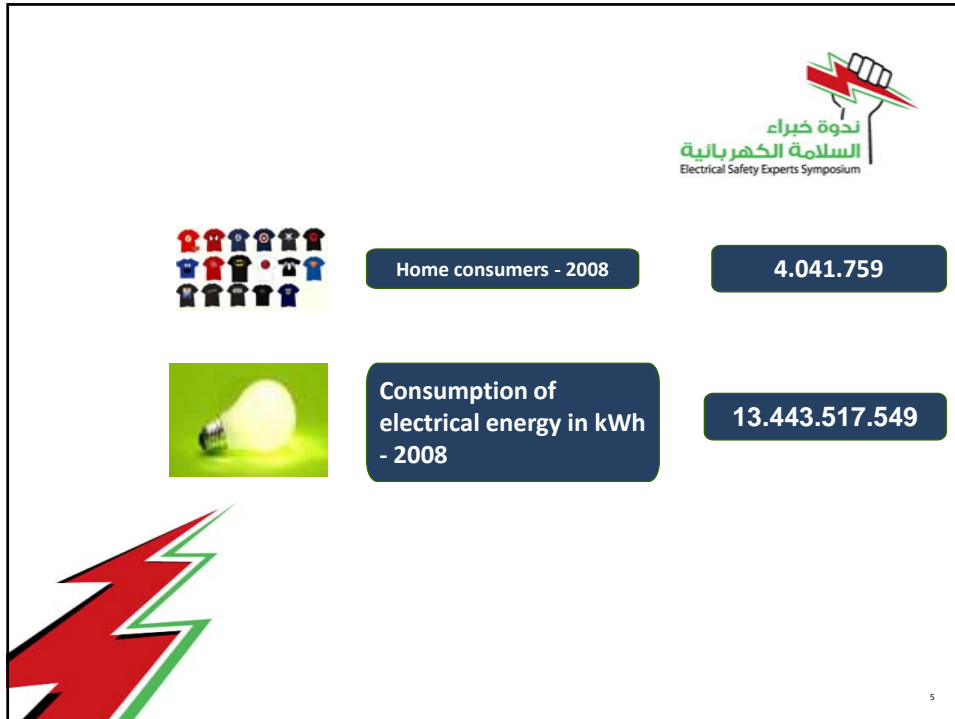 ندوة خبراء
السلامة الكهربائية
Electrical Safety Experts Symposium
Home consumers - 2008
4.041.759
Consumption of
electrical energy in kWh
- 2008
13.443.517.549
5